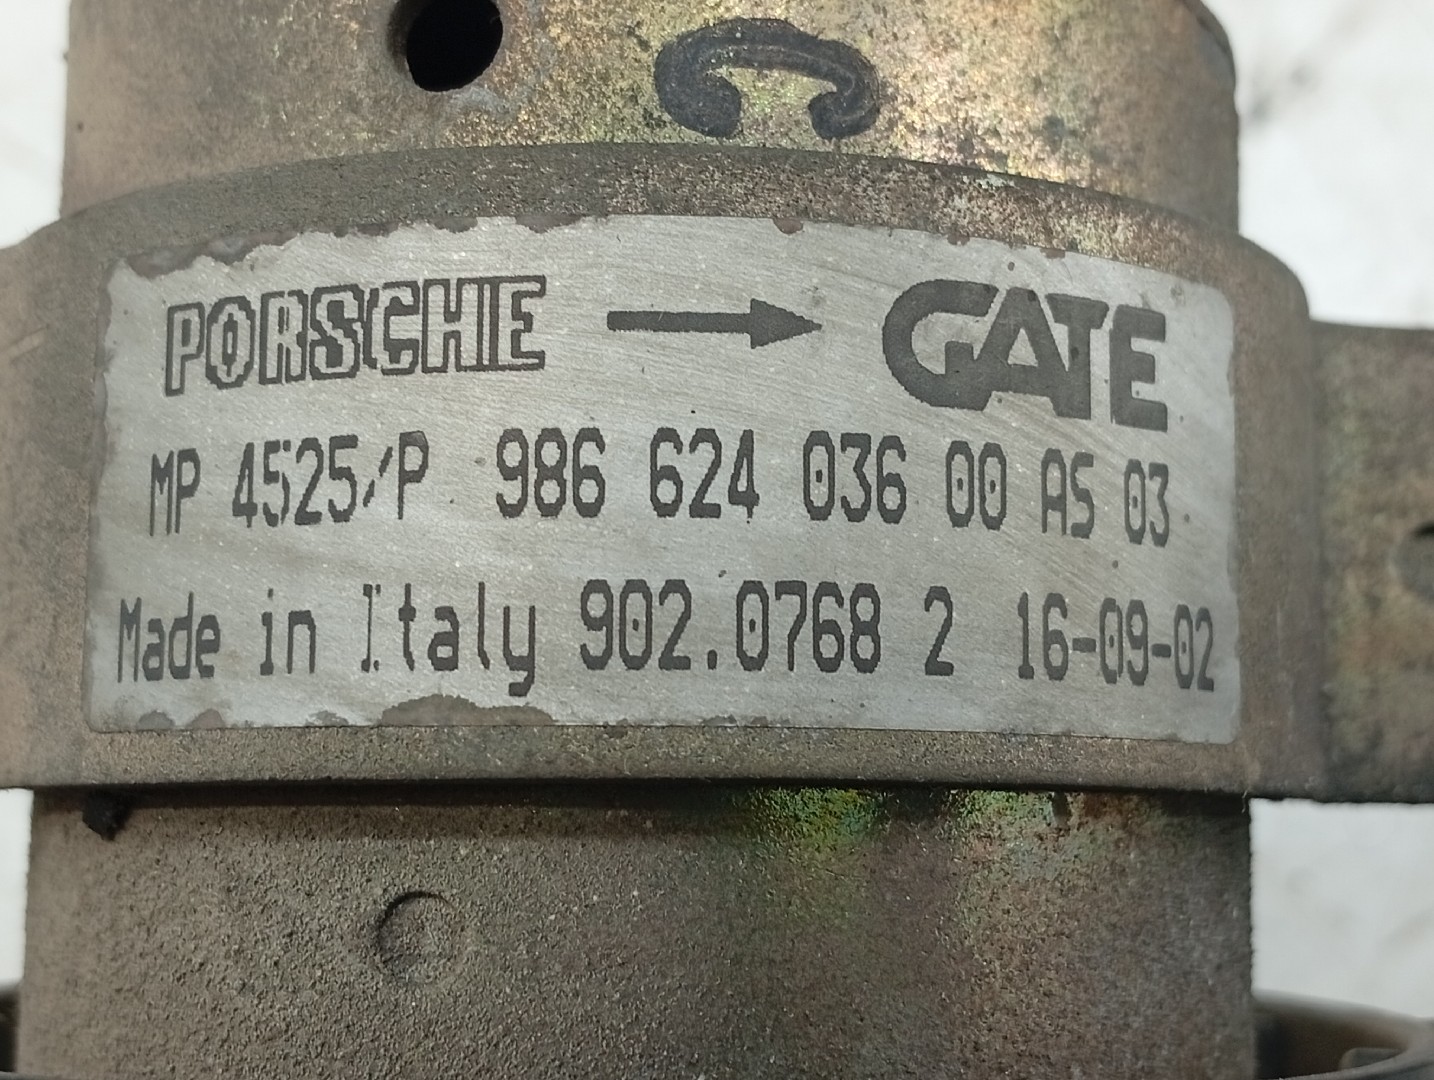 C
PORSCHE → GATE
MP 4525/P 986 624 036 00 AS 03
Made in Italy 902.0768 2 16-09-02